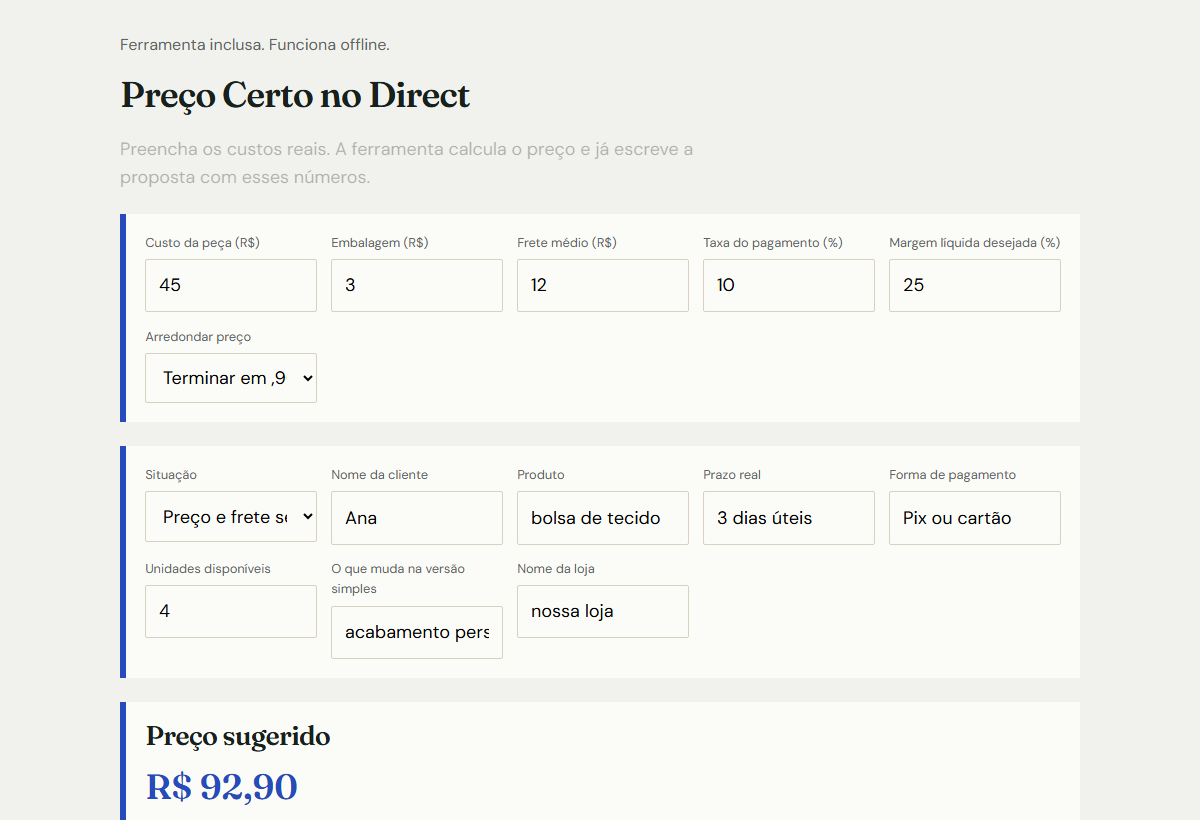 Ferramenta inclusa. Funciona offline.
Preço Certo no Direct
Preencha os custos reais. A ferramenta calcula o preço e já escreve a
proposta com esses números.
Custo da peça (R$)
Embalagem (R$)
Frete médio (R$)
Taxa do pagamento (%)
Margem líquida desejada (%)
45
3
12
10
25
Arredondar preço
Terminar em ,9
Situação
Nome da cliente
Produto
Prazo real
Forma de pagamento
Preço e frete se
Ana
bolsa de tecido
3 dias úteis
Pix ou cartão
Unidades disponíveis
O que muda na versão
simples
Nome da loja
4
acabamento pers
nossa loja
Preço sugerido
R$ 92,90